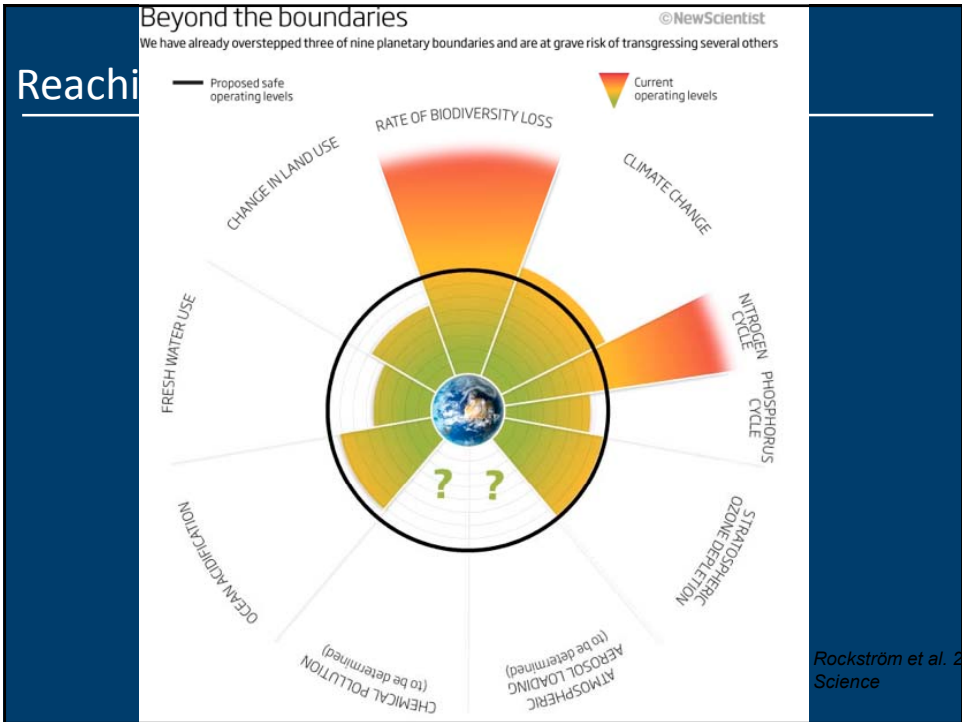 Beyond the boundaries
©NewScientist
We have already overstepped three of nine planetary boundaries and are at grave risk of transgressing several others
Reachi
Proposed safe
operating levels
Current
operating levels
RATE OF BIODIVERSITY LOSS
CLIMATE CHANGE
NITROGEN
CYCLE
PHOSPHORUS
CYCLE
STRATOSPHERIC
OZONE DEPLETION
ATMOSPHERIC
AEROSOL LOADING
(to be determined)
CHEMICAL POLLUTION
(to be determined)
OCEAN ACIDIFICATION
FRESH WATER USE
CHANGE IN LAND USE
? ?
Rockström et al. 2
Science